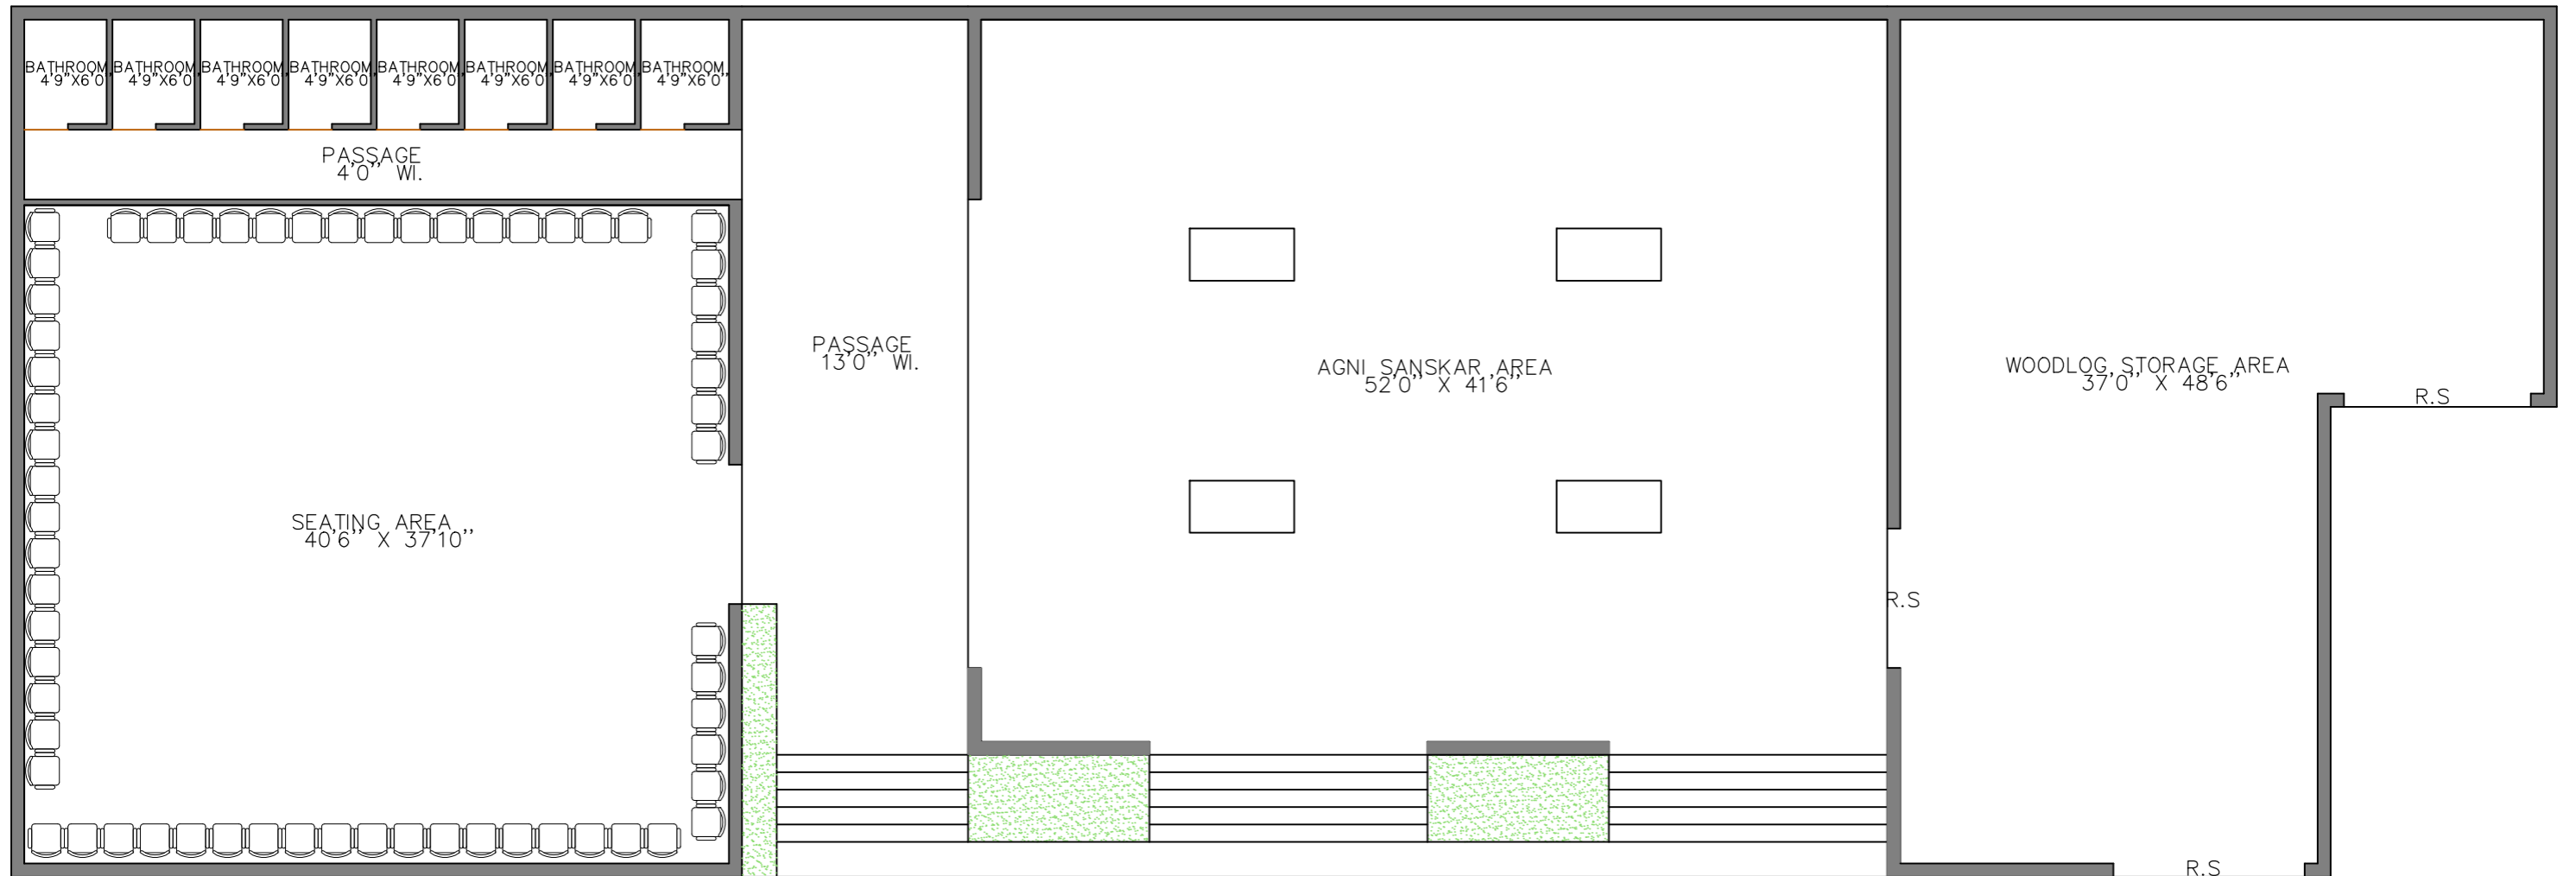 BATHROOM
4'9"X6'0"
BATHROOM
4'9"X6'0"
BATHROOM
4'9"X6'0"
BATHROOM
4'9"X6'0"
BATHROOM
4'9"X6'0"
BATHROOM
4'9"X6'0"
BATHROOM
4'9"X6'0"
BATHROOM
4'9"X6'0"
PASSAGE
4'0" WI.
PASSAGE
13'0" WI.
AGNI SANSKAR AREA
52'0" X 41'6"
WOODLOG STORAGE AREA
37'0" X 48'6"
R.S
SEATING AREA
40'6" X 37'10"
R.S
R.S